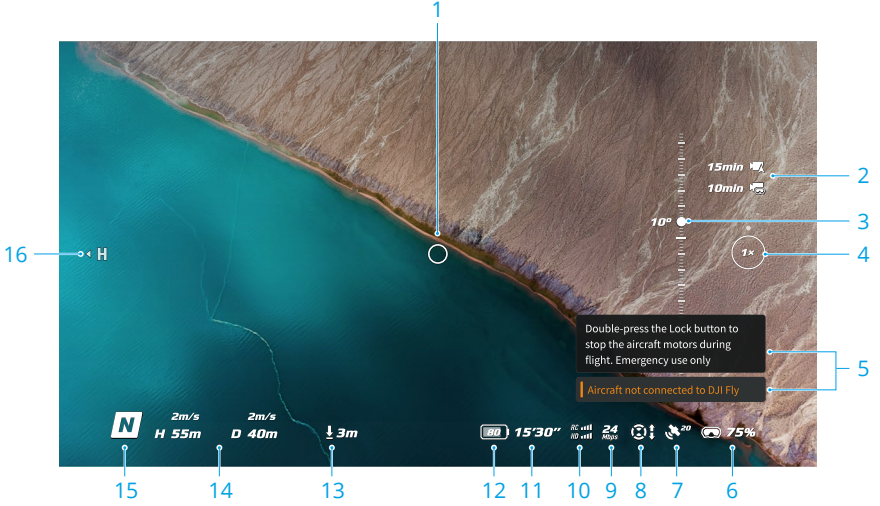 1
15min
10min
2
10°
3
1×
4
16
H
Double-press the Lock button to
stop the aircraft motors during
flight. Emergency use only
5
Aircraft not connected to DJI Fly
N
2m/s
2m/s
H 55m
D 40m
3m
80
15'30"
RC
HD
24
Mbps
20
75%
15
14
13
12
11
10
9
8
7
6